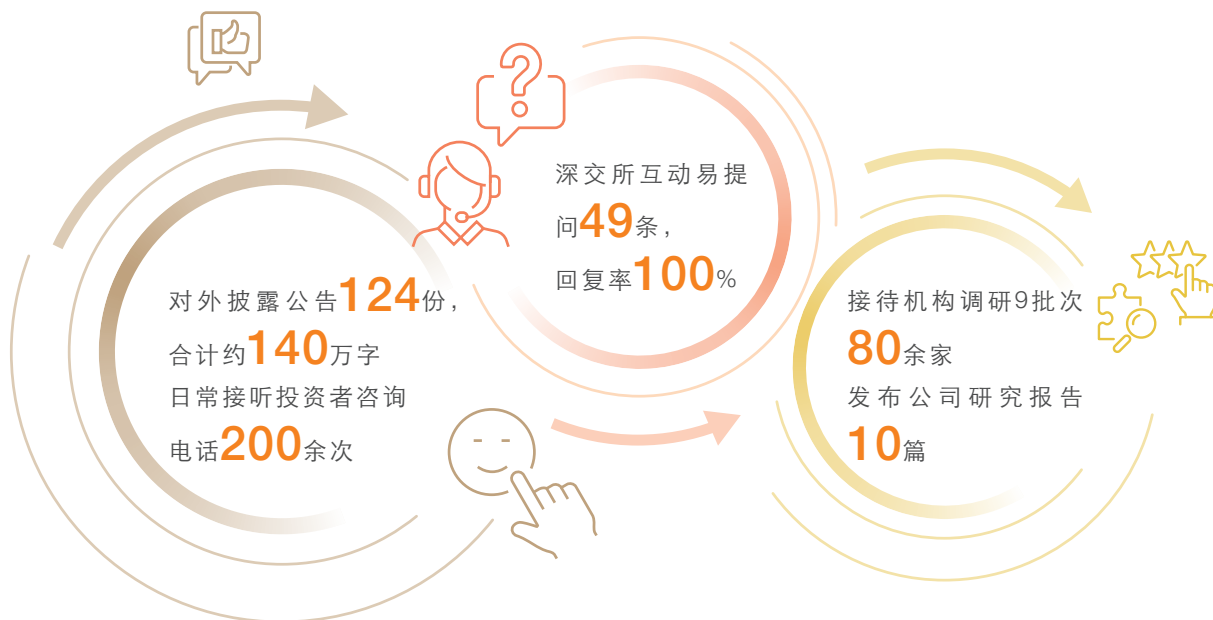 对外披露公告124份，
合计约140万字
日常接听投资者咨询
电话200余次
深交所互动易提
问49条，
回复率100%
接待机构调研9批次
80余家
发布公司研究报告
10篇